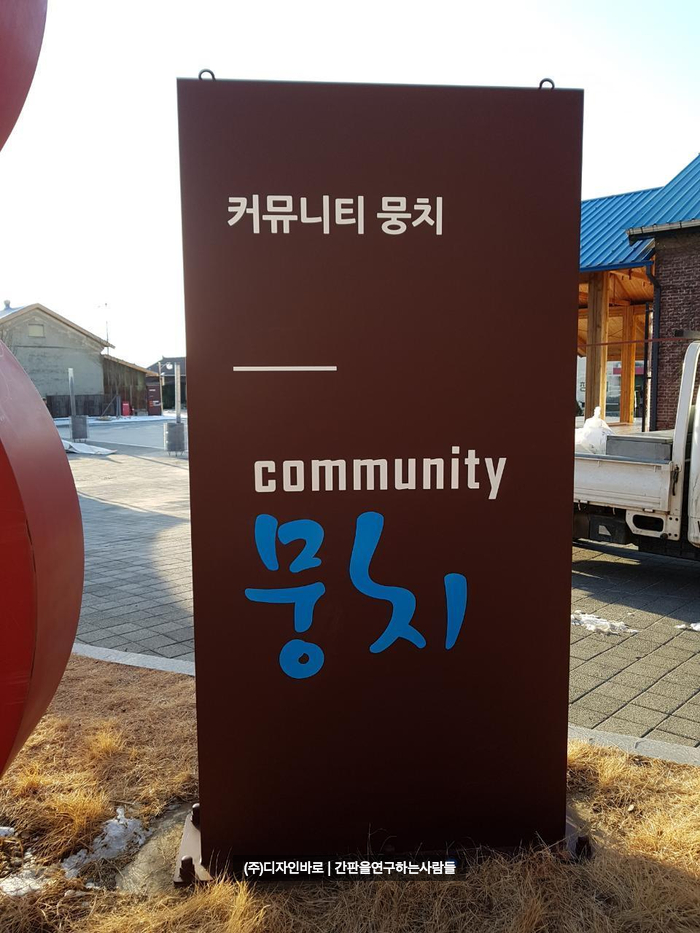 커뮤니티 뭉치
community
뭉치
(주)디자인바로 | 간판을연구하는사람들